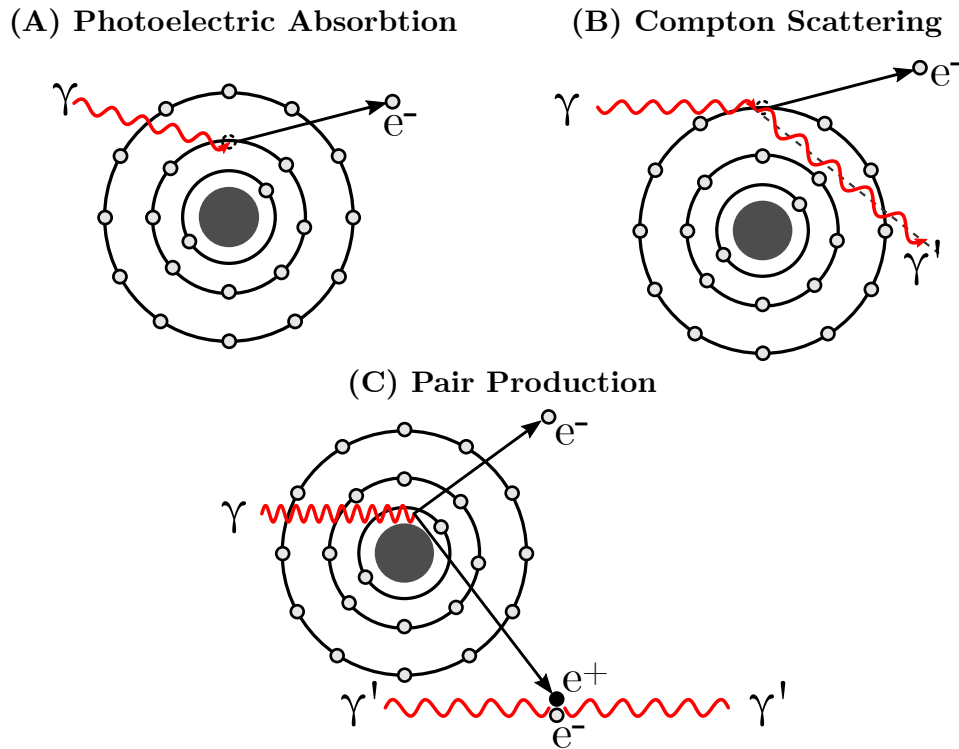 (A) Photoelectric Absorbtion
(B) Compton Scattering
γ
e-
γ
e-
γ'
(C) Pair Production
γ
e-
e+
γ'
γ'
e-